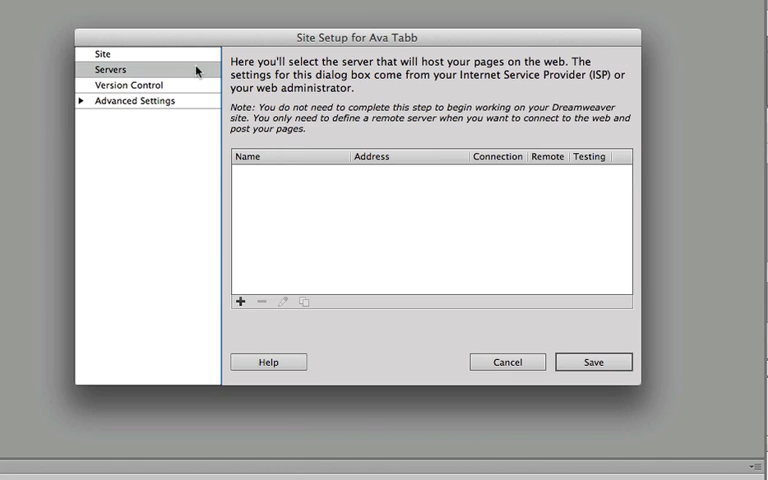 Site Setup for Ava Tabb
Site
Servers
Version Control
Advanced Settings
Here you'll select the server that will host your pages on the web. The
settings for this dialog box come from your Internet Service Provider (ISP) or
your web administrator.
Note: You do not need to complete this step to begin working on your Dreamweaver
site. You only need to define a remote server when you want to connect to the web and
post your pages.
Name Address Connection Remote Testing
Help Cancel Save